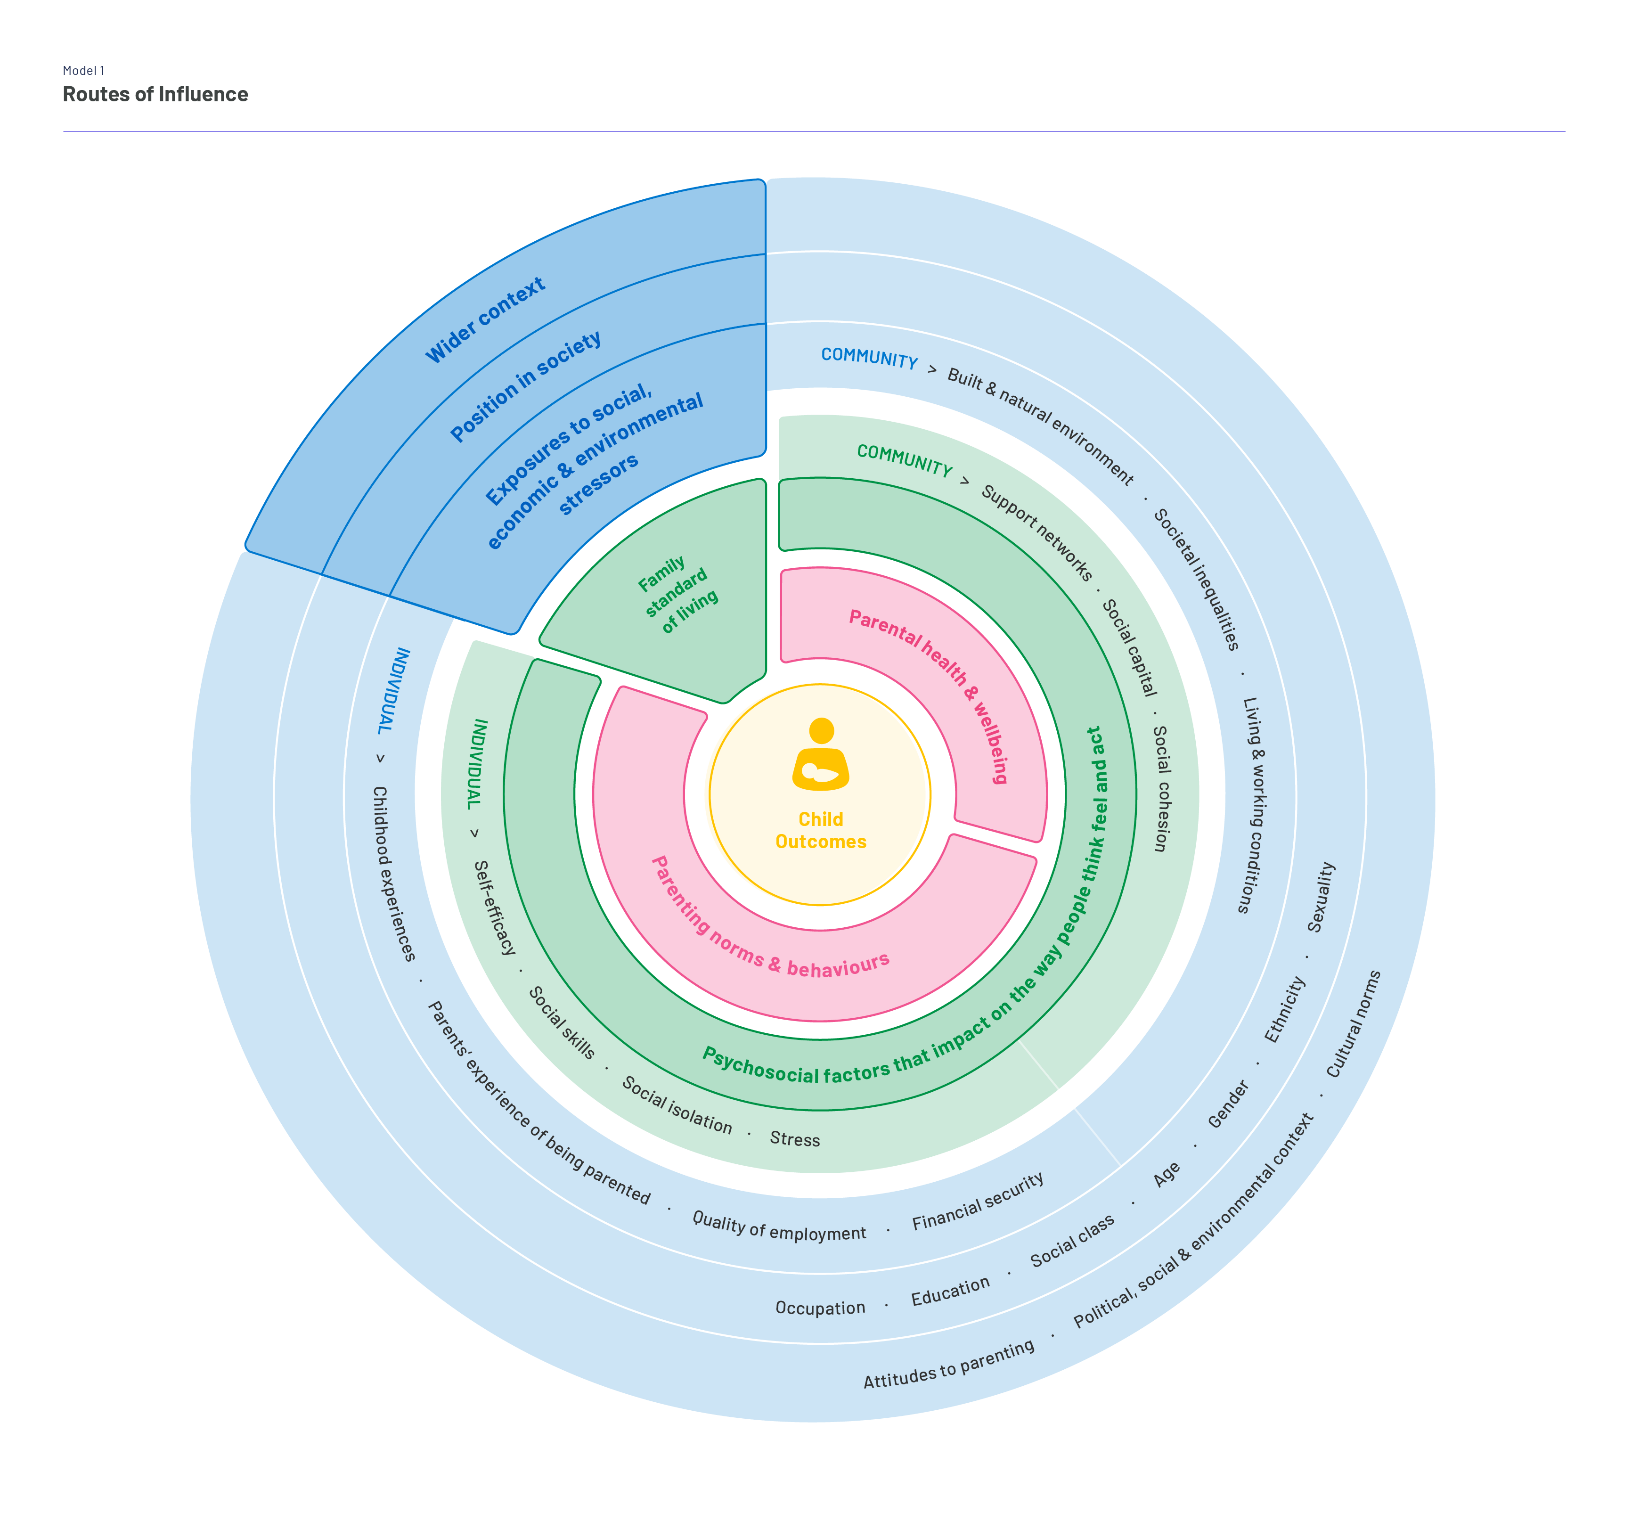 Model 1
Routes of Influence
Wider context
Position in society
Exposures to social,
economic & environmental
stressors
COMMUNITY > Built & natural environment · Societal inequalities · Living & working conditions
INDIVIDUAL > Childhood experiences · Parents' experience of being parented · Quality of employment · Financial security
Occupation · Education · Social class · Age · Gender · Ethnicity · Sexuality
Attitudes to parenting · Political, social & environmental context · Cultural norms
Family
standard
of living
COMMUNITY > Support networks · Social capital · Social cohesion
INDIVIDUAL > Self-efficacy · Social skills · Social isolation · Stress
Psychosocial factors that impact on the way people think feel and act
Parental health & wellbeing
Parenting norms & behaviours
Child
Outcomes